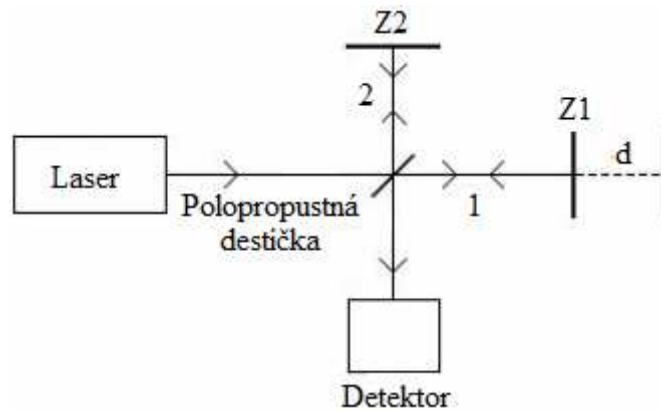 Z2
2
Z1
d
Laser
Polopropustná
destička
1
Detektor